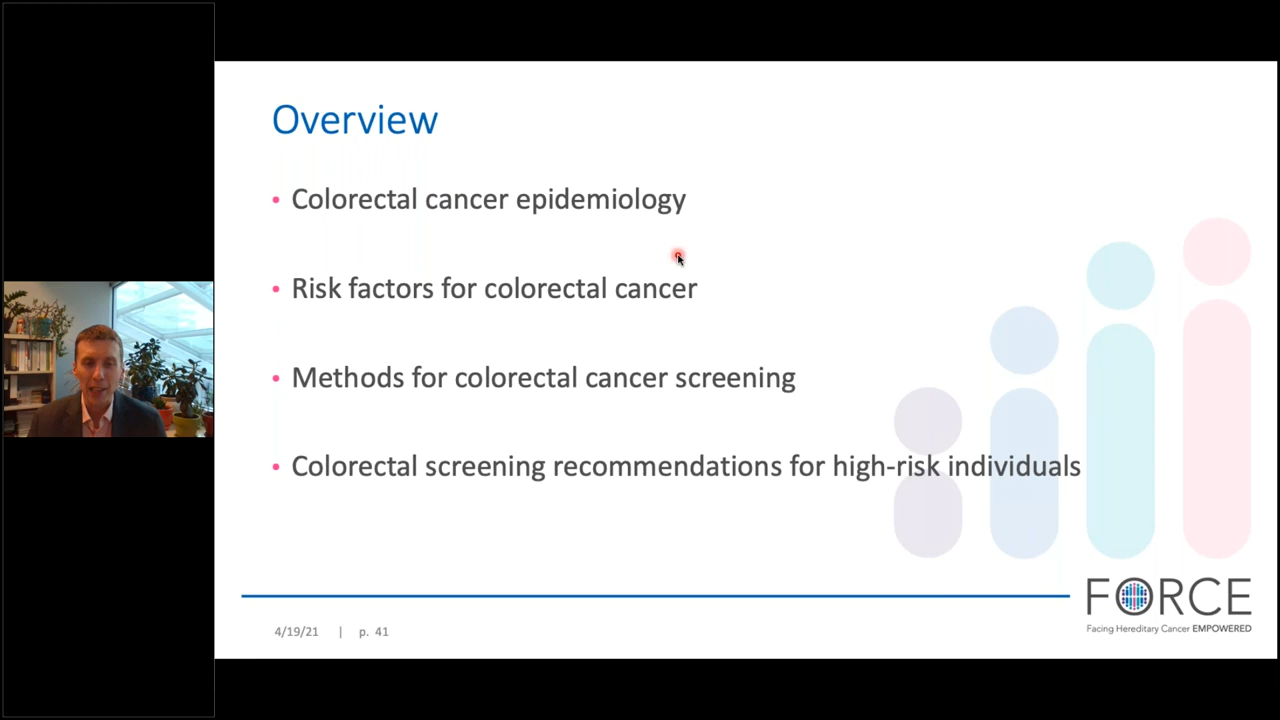 Overview
• Colorectal cancer epidemiology
• Risk factors for colorectal cancer
• Methods for colorectal cancer screening
• Colorectal screening recommendations for high-risk individuals
FORCE
Facing Hereditary Cancer EMPOWERED
4/19/21 | p. 41